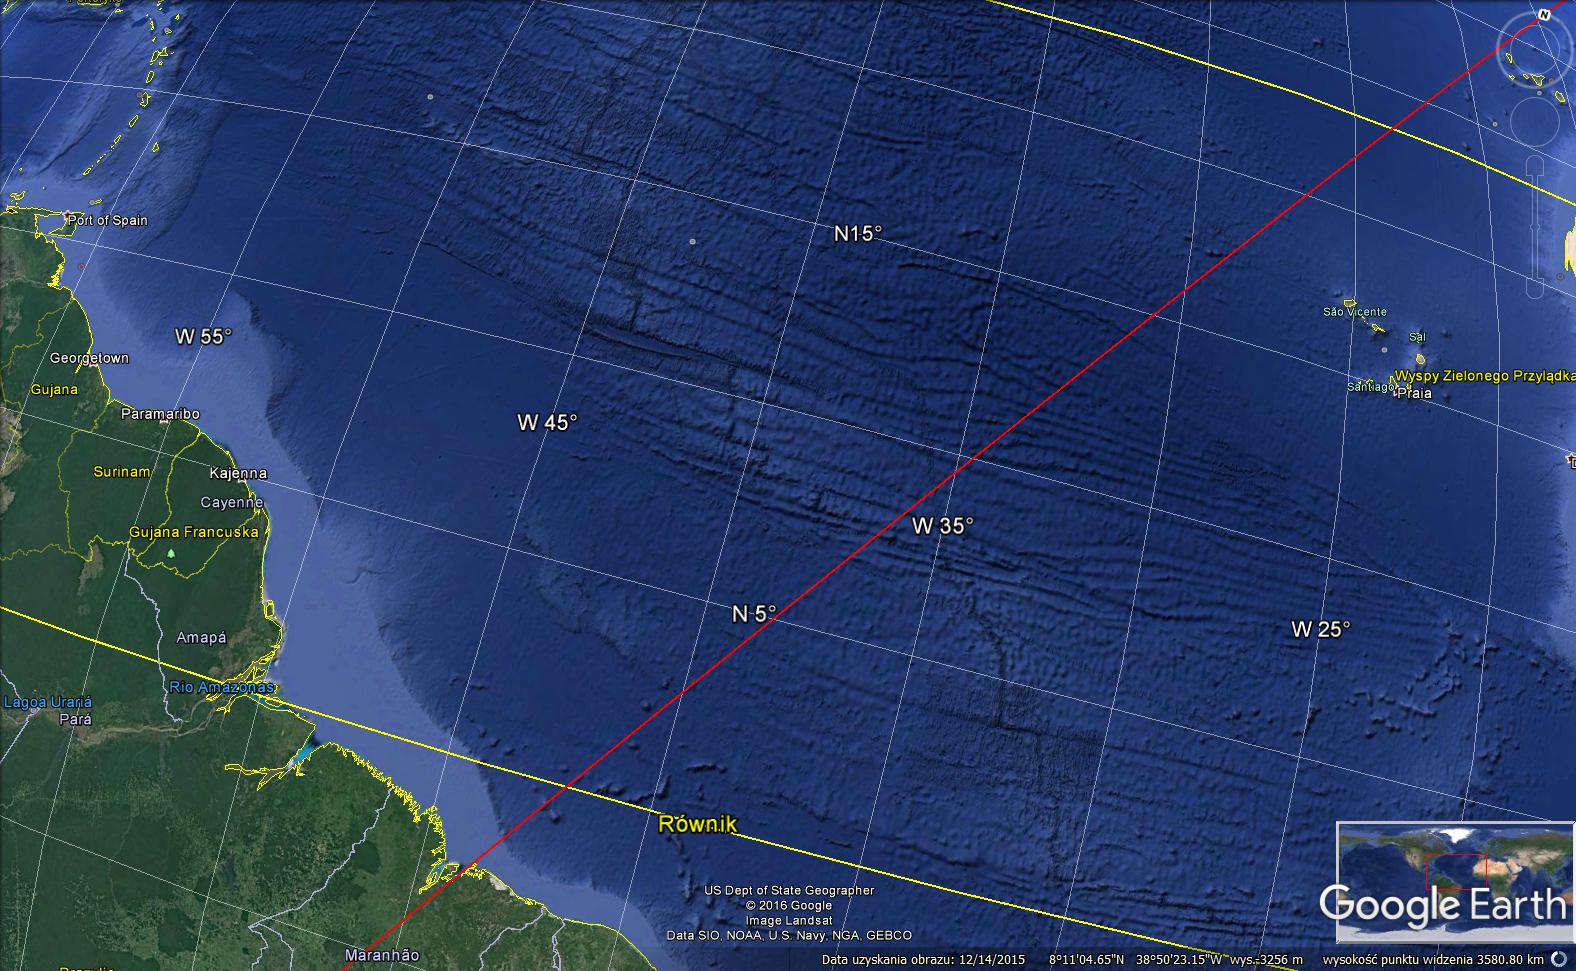 N
Port of Spain
N15°
São Vicente
W 55°
Sal
Georgetown
Wyspy Zielonego Przylądka
Gujana
Santiago
Praia
Paramaribo
W 45°
Surinam
Kajenna
Cayenne
W 35°
Gujana Francuska
N 5°
W 25°
Amapá
Rio Amazonas
Lagoa Urariá
Pará
Równik
US Dept of State Geographer
© 2016 Google
Image Landsat
Data SIO, NOAA, U.S. Navy, NGA, GEBCO
Google Earth
Maranhão
Data uzyskania obrazu: 12/14/2015 8°11'04.65"N 38°50'23.15"W wys.-3256 m wysokość punktu widzenia 3580.80 km